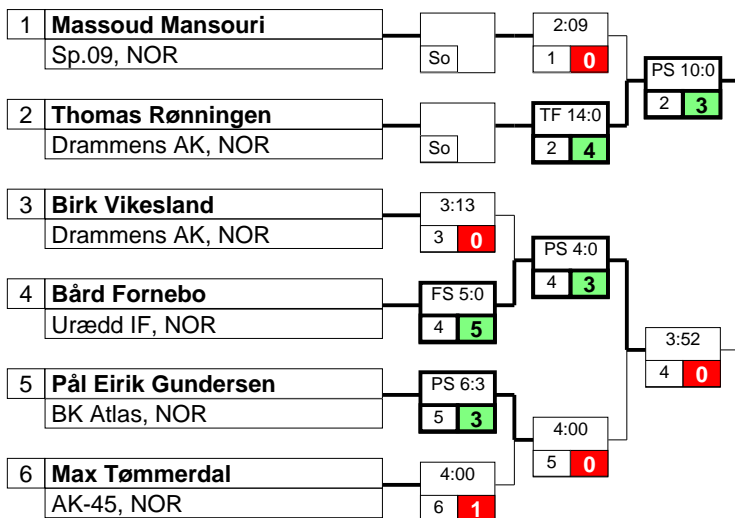 1 Massoud Mansouri
Sp.09, NOR
So
2:09
1 0
2 Thomas Rønningen
Drammens AK, NOR
So
TF 14:0
2 4
PS 10:0
2 3
3 Birk Vikesland
Drammens AK, NOR
3:13
3 0
4 Bård Fornebo
Urædd IF, NOR
FS 5:0
4 5
PS 4:0
4 3
5 Pål Eirik Gundersen
BK Atlas, NOR
PS 6:3
5 3
6 Max Tømmerdal
AK-45, NOR
4:00
6 1
4:00
5 0
3:52
4 0